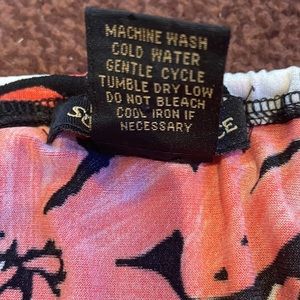 MACHINE WASH
COLD WATER
GENTLE CYCLE
TUMBLE DRY LOW
DO NOT BLEACH
COOL IRON IF
NECESSARY